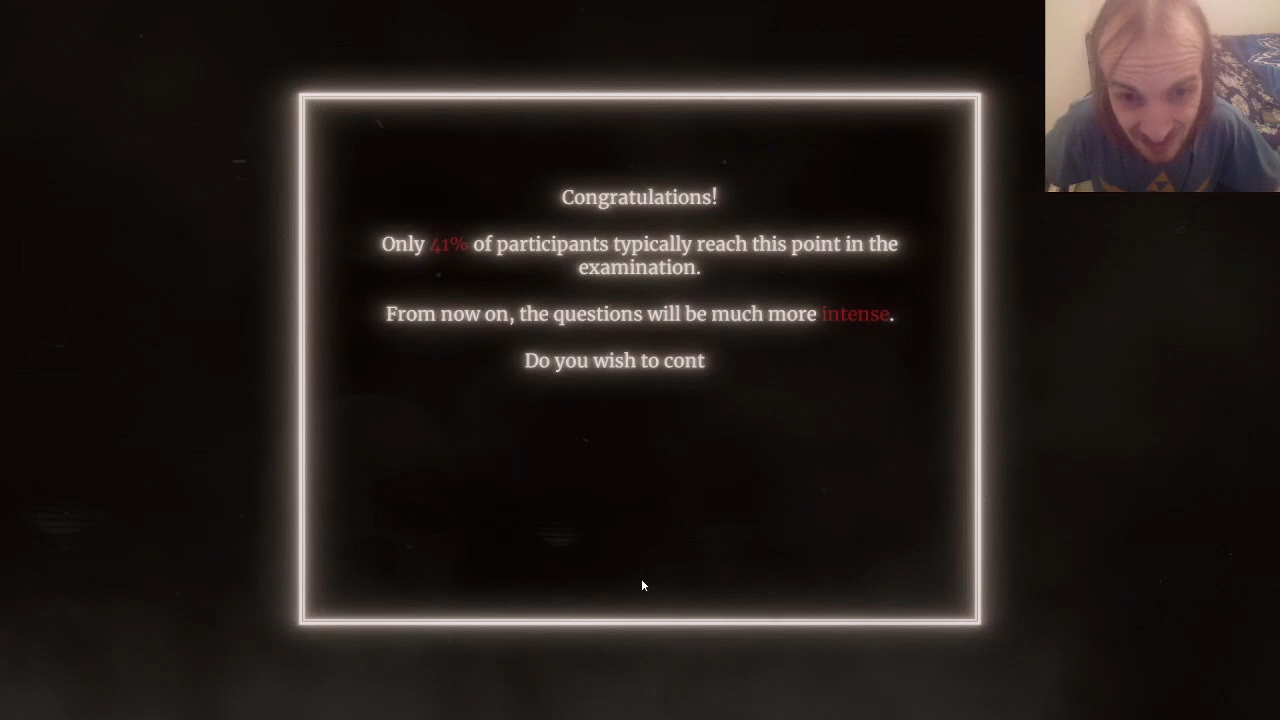 Congratulations!
Only 41% of participants typically reach this point in the
examination.
From now on, the questions will be much more intense.
Do you wish to cont